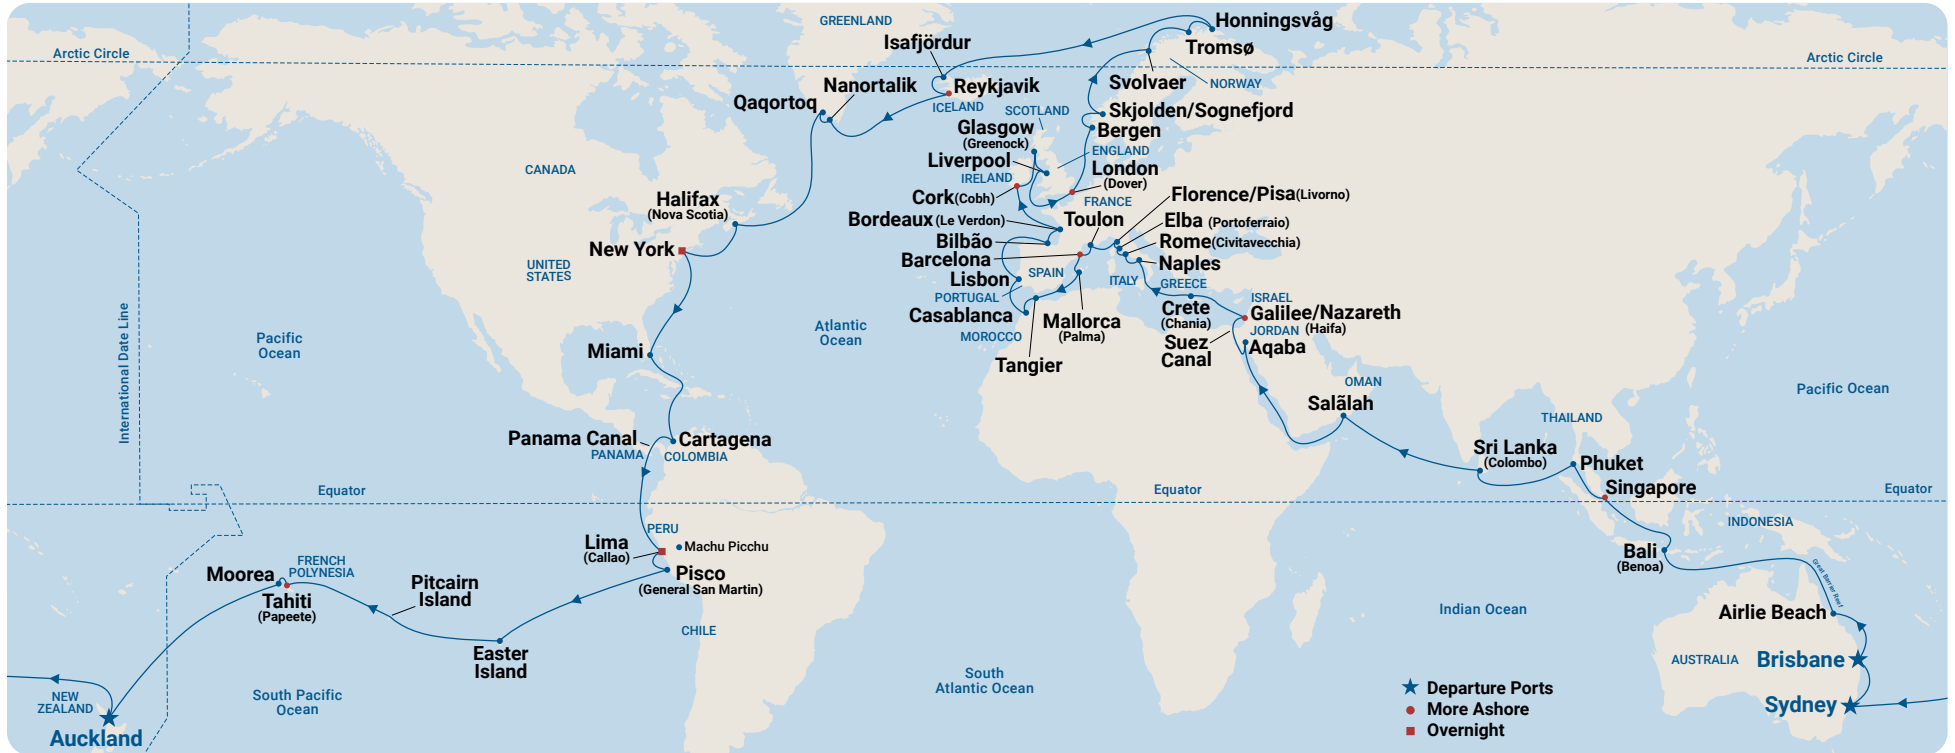 GREENLAND
Honningsvåg
Isafjördur
Tromsø
Arctic Circle
Arctic Circle
Nanortalik
Reykjavik
Svolvaer
NORWAY
Qaqortoq
ICELAND
SCOTLAND
Skjolden/Sognefjord
Glasgow
(Greenock)
Bergen
ENGLAND
Liverpool
CANADA
IRELAND
London
(Dover)
Cork(Cobh)
Florence/Pisa(Livorno)
FRANCE
Halifax
(Nova Scotia)
Bordeaux (Le Verdon)
Toulon
Elba (Portoferraio)
Bilbão
Rome(Civitavecchia)
New York
Barcelona
Naples
UNITED
STATES
Lisbon
SPAIN
ITALY
GREECE
PORTUGAL
ISRAEL
Casablanca
Crete
(Chania)
Galilee/Nazareth
(Haifa)
Mallorca
(Palma)
JORDAN
MOROCCO
Suez
Canal
Aqaba
Tangier
International Date Line
Pacific
Ocean
Atlantic
Ocean
Miami
OMAN
Pacific Ocean
Salãlah
THAILAND
Panama Canal
PANAMA
Cartagena
COLOMBIA
Sri Lanka
(Colombo)
Phuket
Singapore
Equator
Equator
Equator
INDONESIA
PERU
Lima
(Callao)
Machu Picchu
Bali
(Benoa)
FRENCH
POLYNESIA
Moorea
Tahiti
(Papeete)
Pitcairn
Island
Pisco
(General San Martin)
Great Barrier Reef
Indian Ocean
Airlie Beach
CHILE
Easter
Island
AUSTRALIA
Brisbane
NEW
ZEALAND
South Pacific
Ocean
South
Atlantic Ocean
Departure Ports
More Ashore
Overnight
Sydney
Auckland